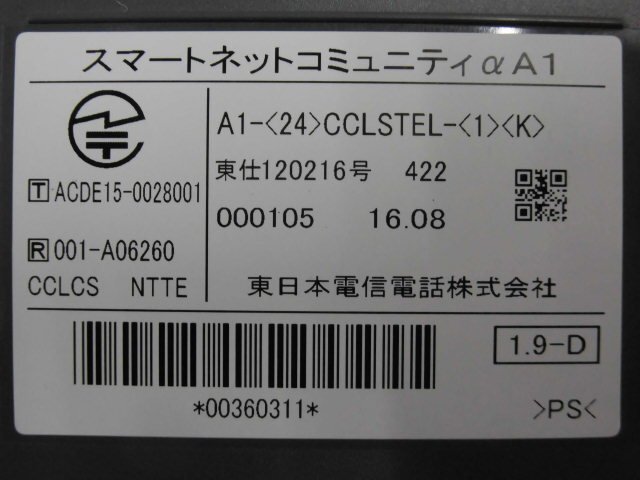 スマートネットコミュニティαA1
A1-<24>CCLSTEL-<1><K>
東仕120216号 422
T ACDE15-0028001
000105 16.08
R 001-A06260
CCLCS NTTE
東日本電信電話株式会社
1.9-D
*00360311*
>PS<